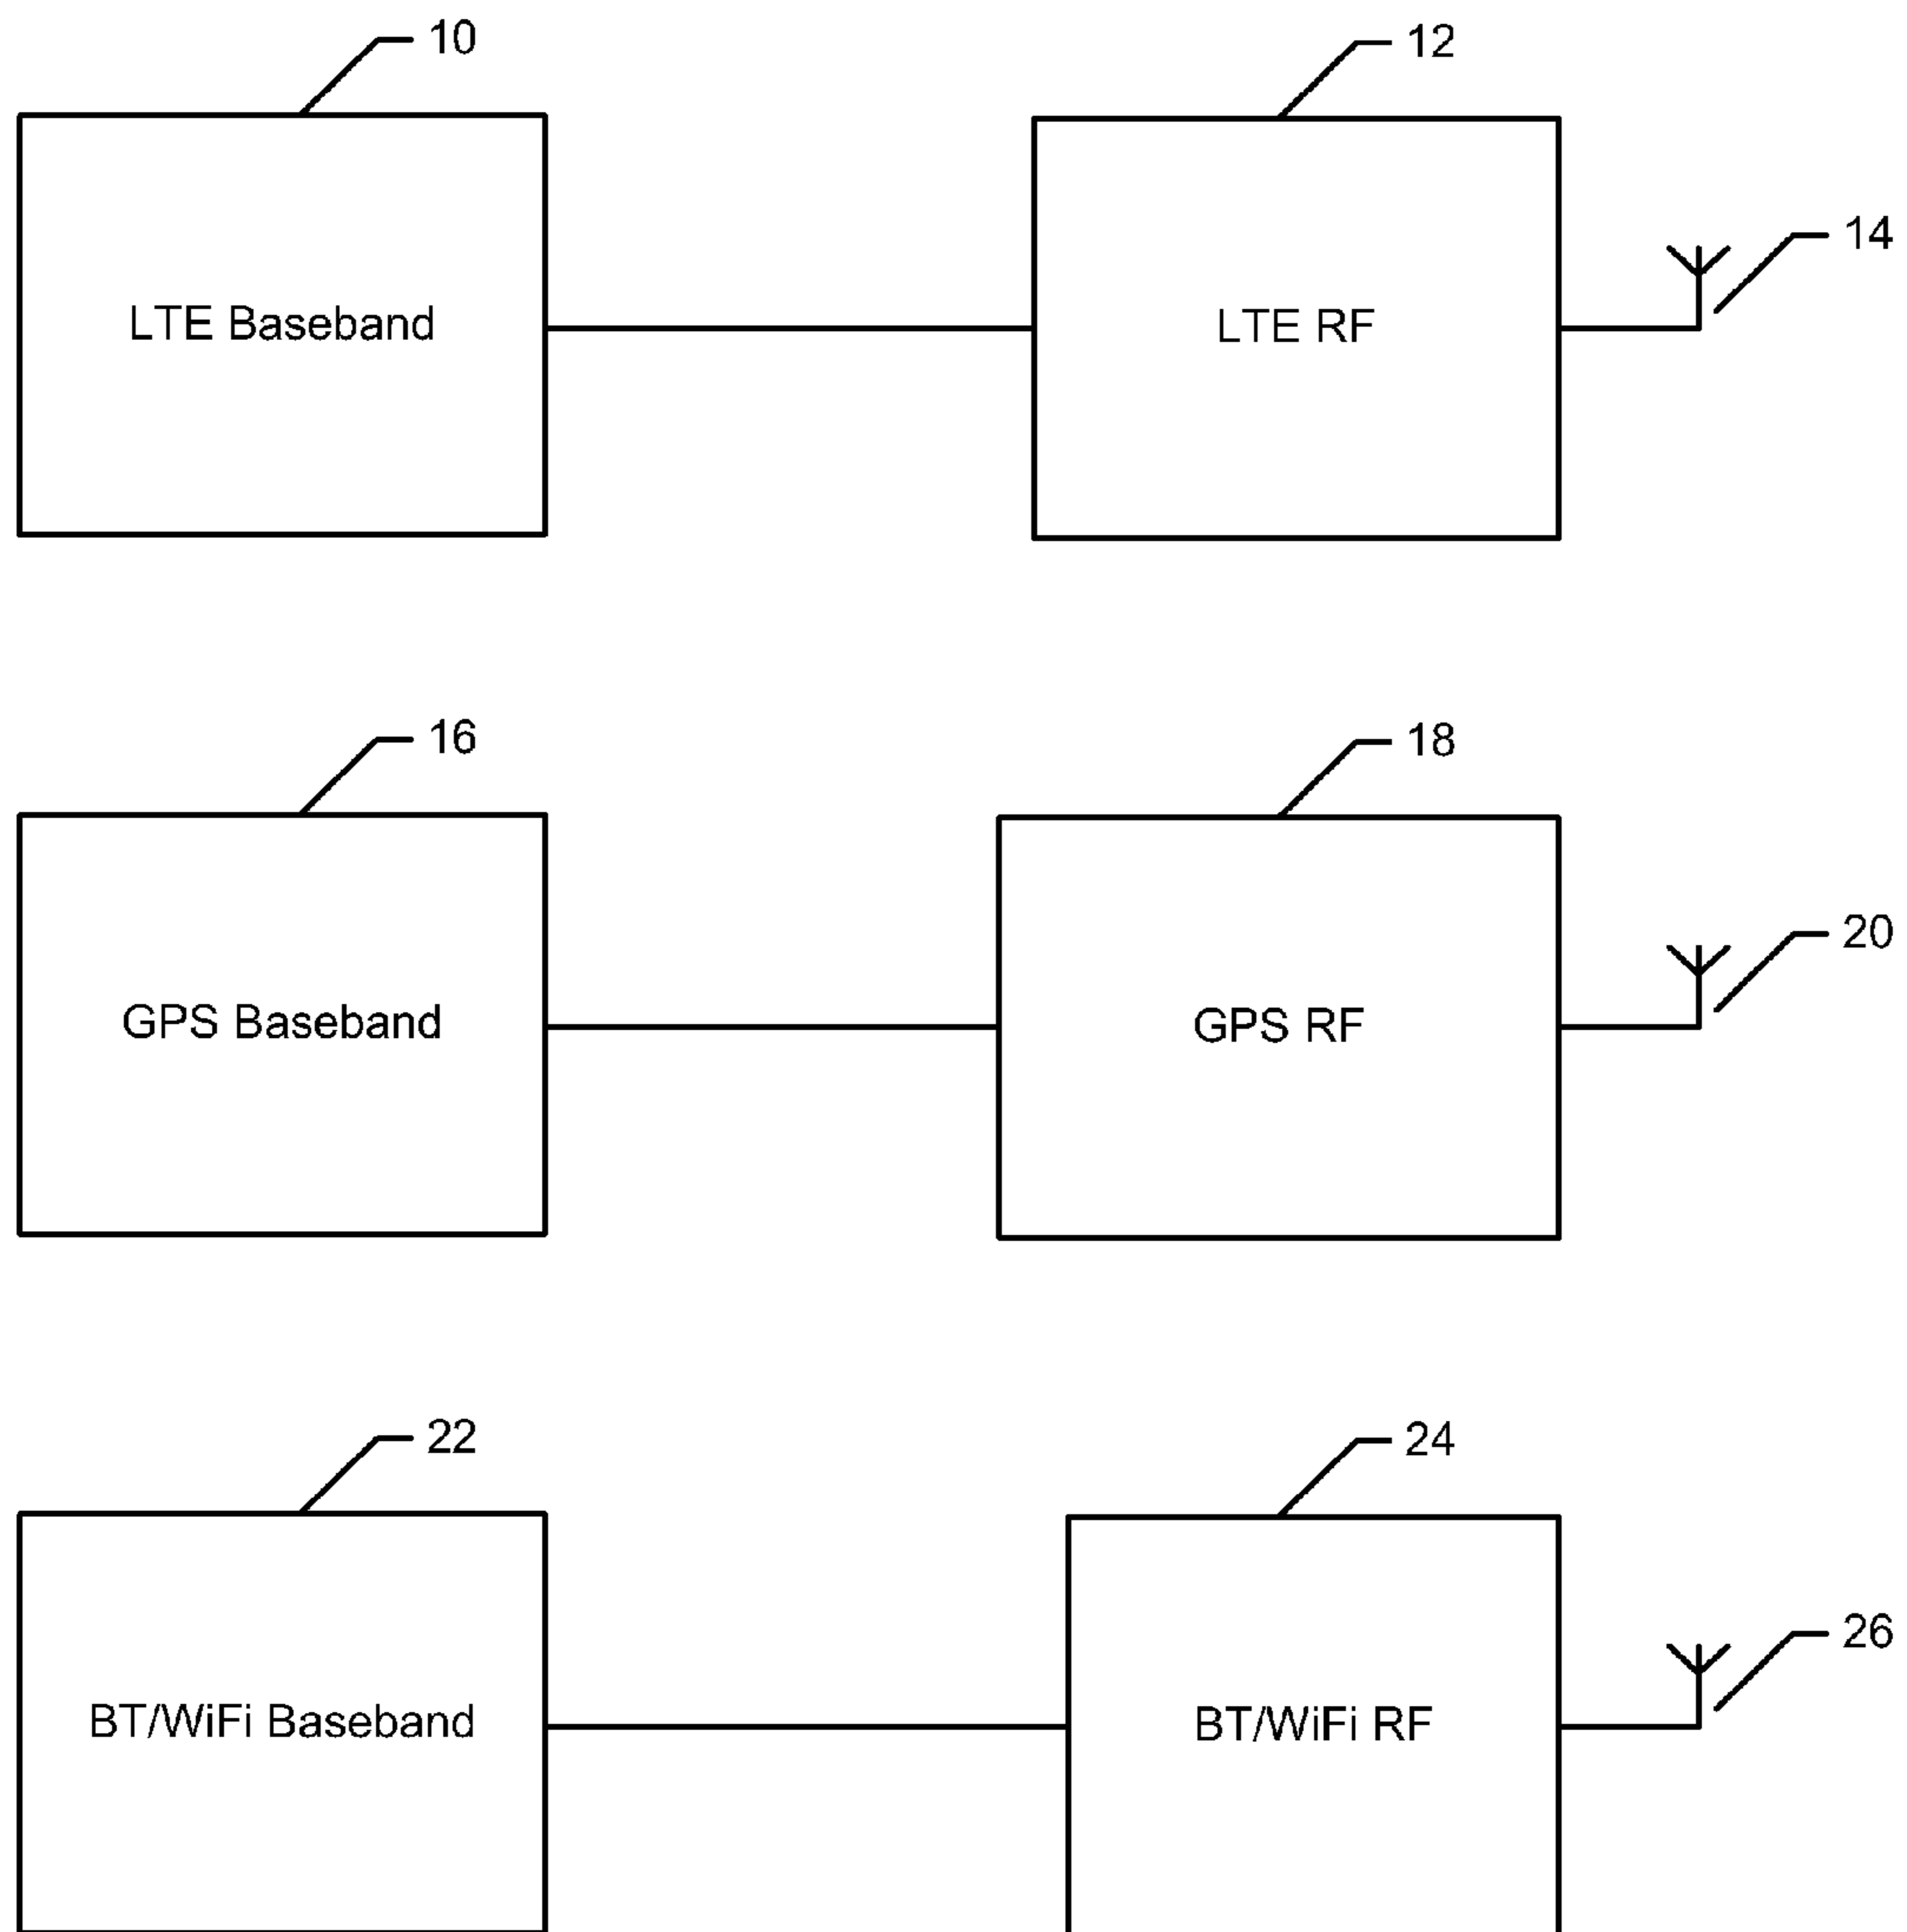 10
12
14
LTE Baseband
LTE RF
16
18
20
GPS Baseband
GPS RF
22
24
26
BT/WiFi Baseband
BT/WiFi RF